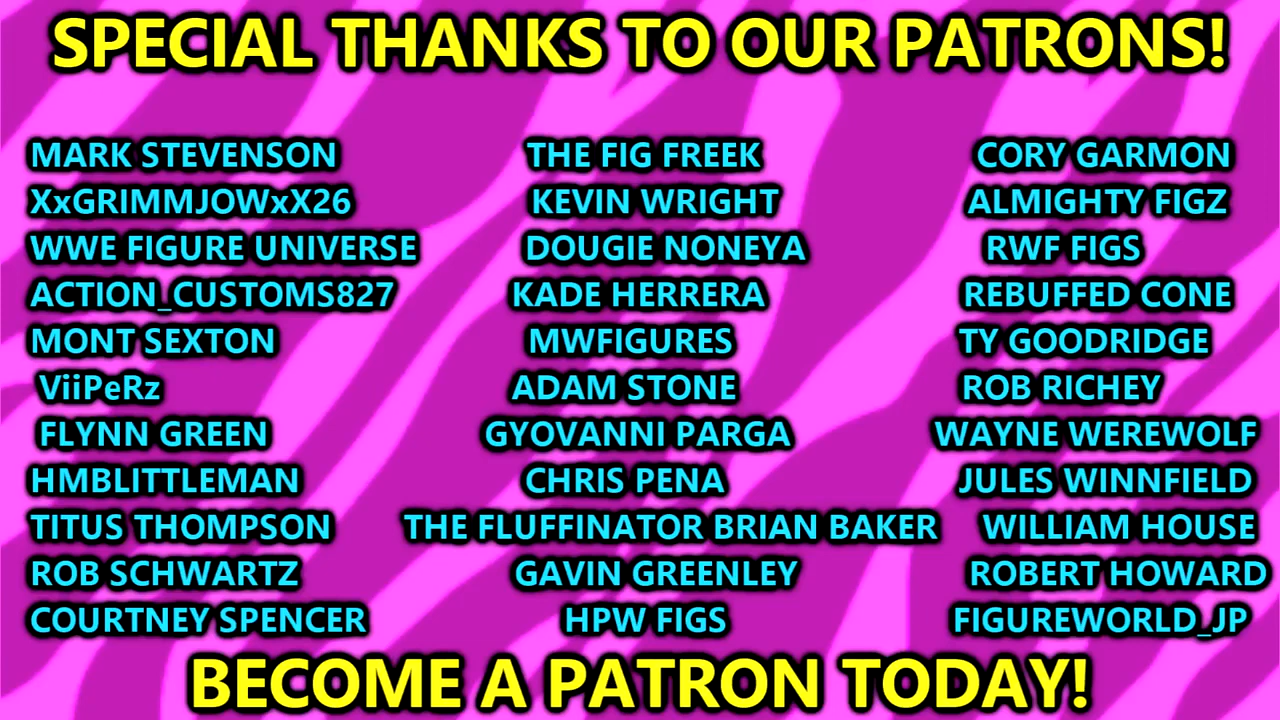 SPECIAL THANKS TO OUR PATRONS!
MARK STEVENSON THE FIG FREEK CORY GARMON
XxGRIMMJOWxX26 KEVIN WRIGHT ALMIGHTY FIGZ
WWE FIGURE UNIVERSE DOUGIE NONEYA RWF FIGS
ACTION_CUSTOMS827 KADE HERRERA REBUFFED CONE
MONT SEXTON MWFIGURES TY GOODRIDGE
ViiPeRz ADAM STONE ROB RICHEY
FLYNN GREEN GYOVANNI PARGA WAYNE WEREWOLF
HMBLITTLEMAN CHRIS PENA JULES WINNFIELD
TITUS THOMPSON THE FLUFFINATOR BRIAN BAKER WILLIAM HOUSE
ROB SCHWARTZ GAVIN GREENLEY ROBERT HOWARD
COURTNEY SPENCER HPW FIGS FIGUREWORLD_JP
BECOME A PATRON TODAY!